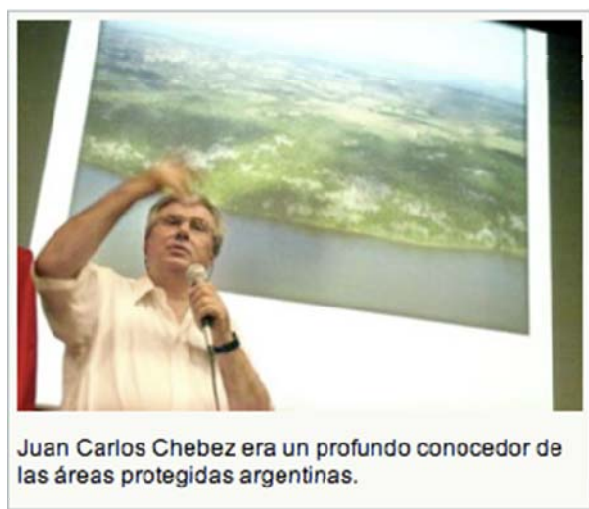 Juan Carlos Chebez era un profundo conocedor de
las áreas protegidas argentinas.